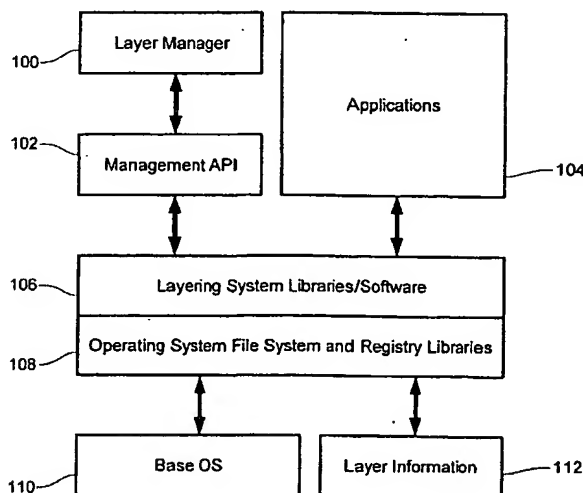 Layer Manager
100
Applications
102
Management API
104
106
Layering System Libraries/Software
108
Operating System File System and Registry Libraries
110
Base OS
Layer Information
112